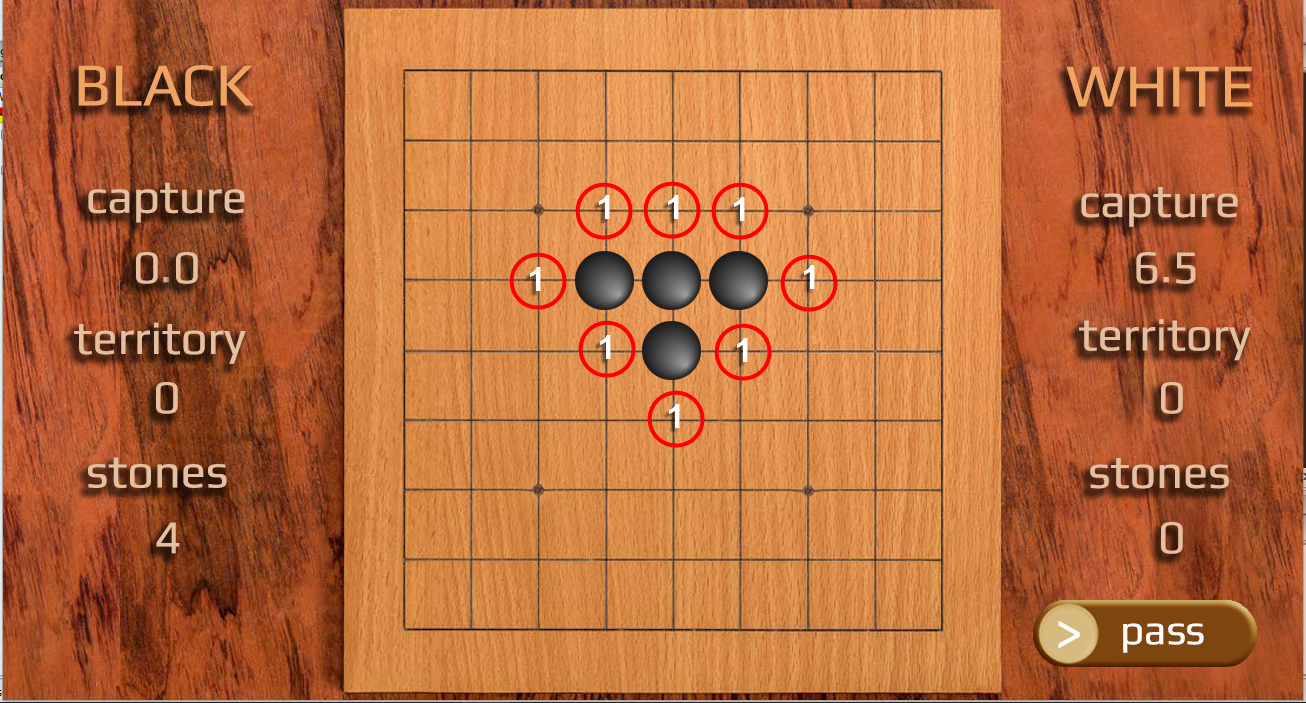 BLACK
capture
0.0
territory
0
stones
4
1 1 1
1 1
1 1
1
WHITE
capture
6.5
territory
0
stones
0
> pass